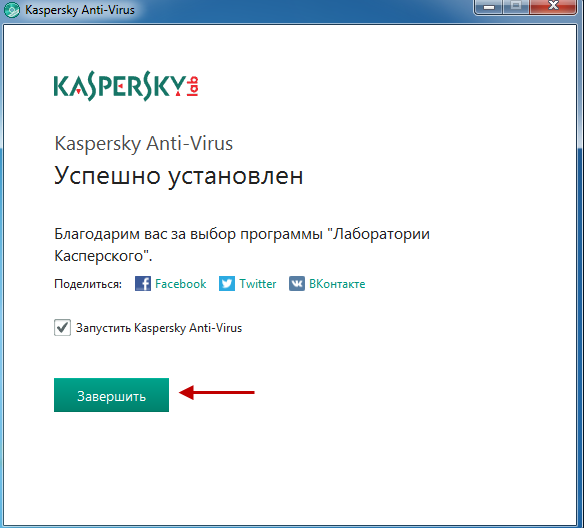 Kaspersky Anti-Virus
KASPERSKY lab
Kaspersky Anti-Virus
Успешно установлен
Благодарим вас за выбор программы "Лаборатории
Касперского".
Поделиться: Facebook Twitter ВКонтакте
Запустить Kaspersky Anti-Virus
Завершить